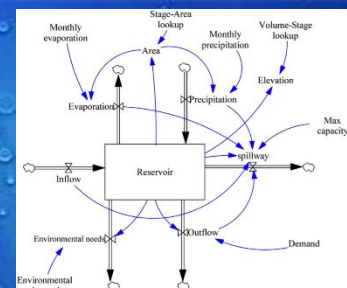 Stage-Area
lookup
Monthly
evaporation
Monthly
precipitation
Volume-Stage
lookup
Area
Elevation
Evaporation
Precipitation
Max
capacity
spillway
Inflow
Reservoir
Environmental needs
Outflow
Demand
Environmental